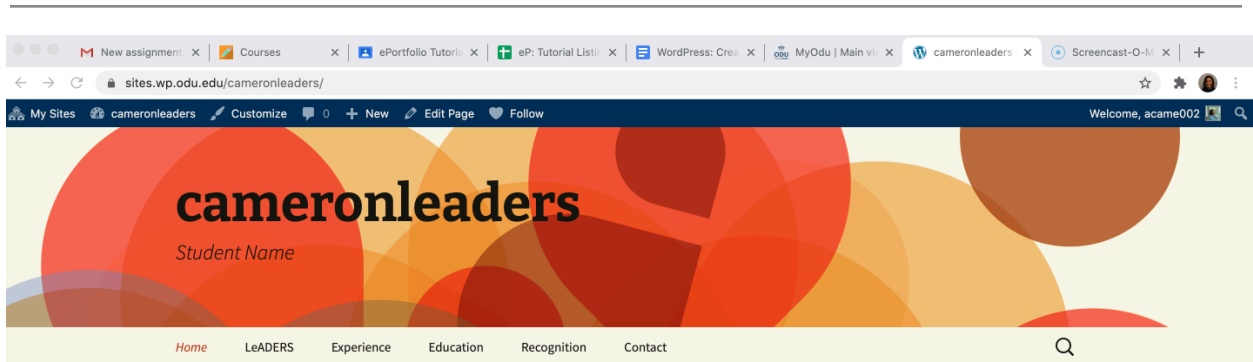 New assignment Courses ePortfolio Tutoria eP: Tutorial Listin WordPress: Crea MyOdu | Main vie cameronleaders Screencast-O-M
sites.wp.odu.edu/cameronleaders/
My Sites cameronleaders Customize 0 + New Edit Page Follow Welcome, acame002
cameronleaders
Student Name
Home LeADERS Experience Education Recognition Contact